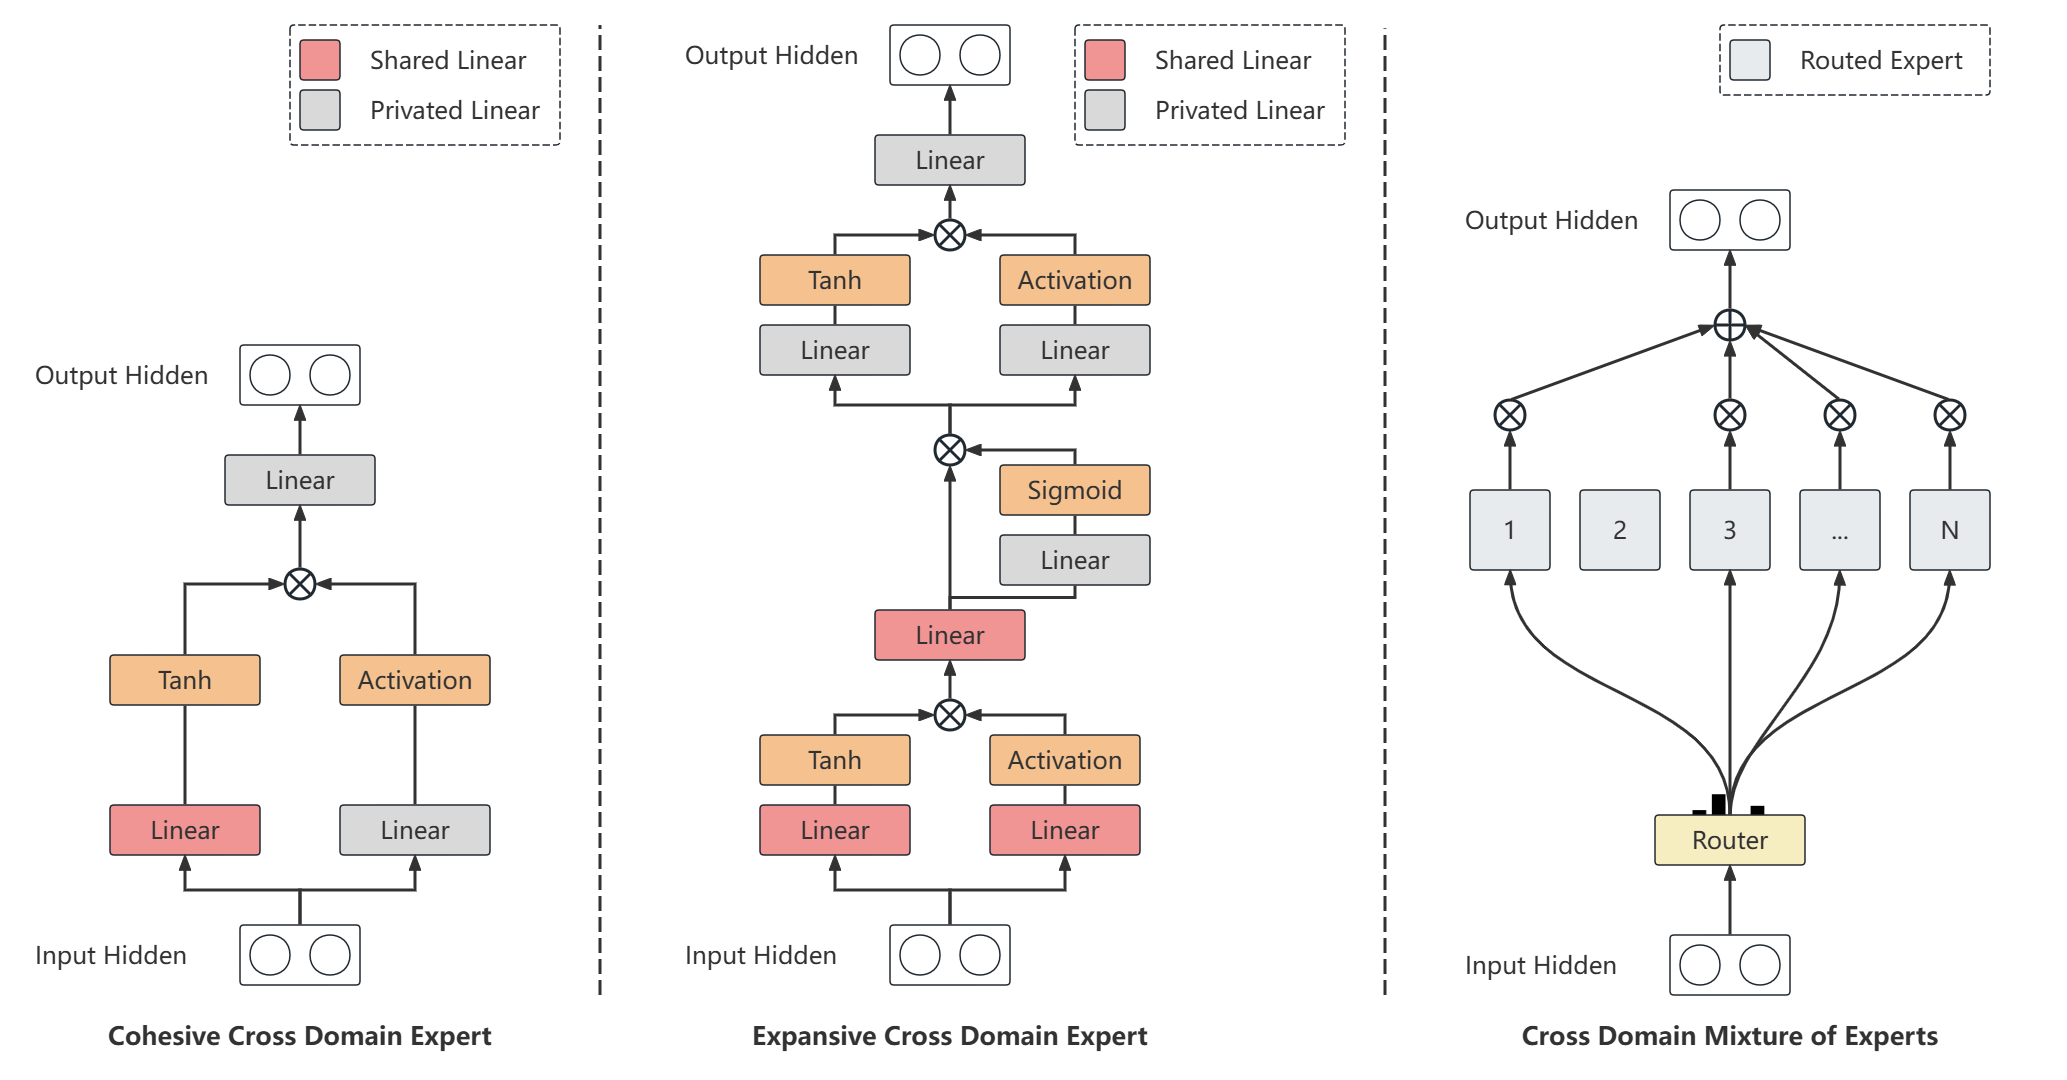 Shared Linear
Privated Linear
Output Hidden
Linear
Tanh
Activation
Linear
Linear
Input Hidden
Cohesive Cross Domain Expert
Output Hidden
Shared Linear
Privated Linear
Linear
Tanh
Activation
Linear
Linear
Sigmoid
Linear
Linear
Tanh
Activation
Linear
Linear
Input Hidden
Expansive Cross Domain Expert
Routed Expert
Output Hidden
1
2
3
...
N
Router
Input Hidden
Cross Domain Mixture of Experts